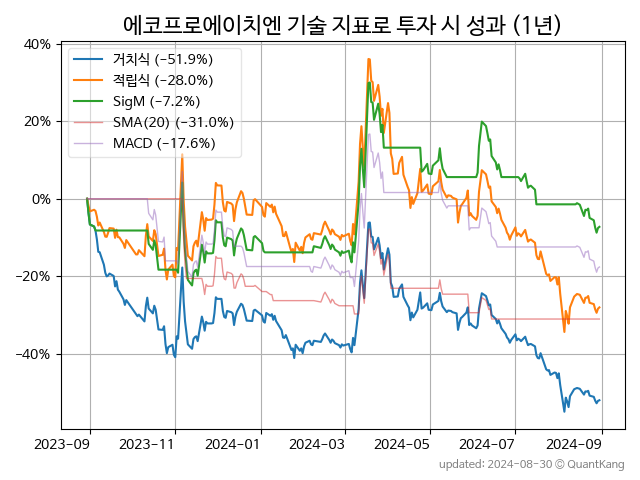 에코프로에이치엔 기술 지표로 투자 시 성과 (1년)
40%
20%
0%
−20%
−40%
거치식 (−51.9%)
적립식 (−28.0%)
SigM (−7.2%)
SMA(20) (−31.0%)
MACD (−17.6%)
2023-09 2023-11 2024-01 2024-03 2024-05 2024-07 2024-09
updated: 2024-08-30 © QuantKang